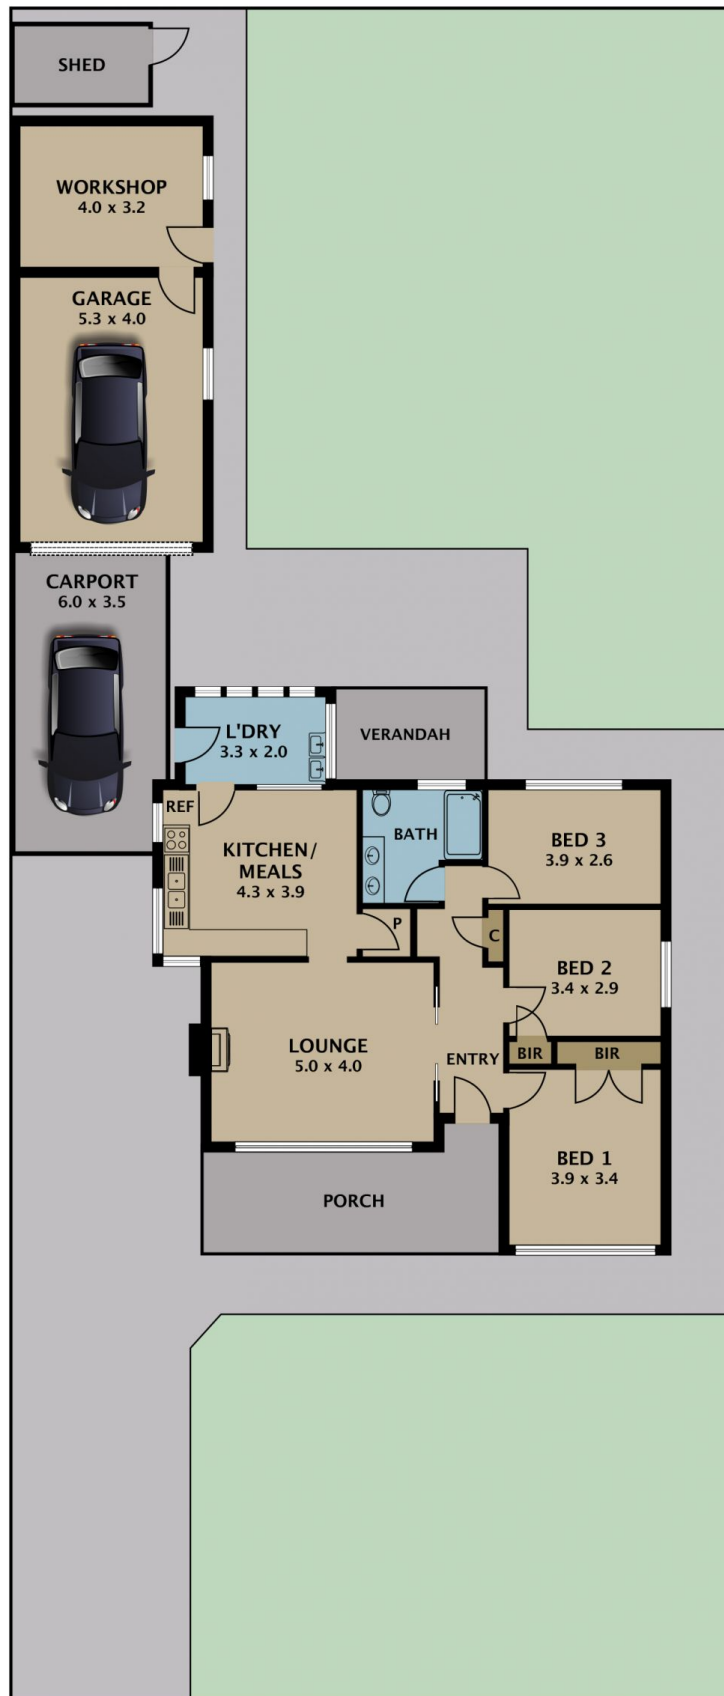 SHED
WORKSHOP
4.0 x 3.2
GARAGE
5.3 x 4.0
CARPORT
6.0 x 3.5
L'DRY
3.3 x 2.0
VERANDAH
REF
KITCHEN/
MEALS
4.3 x 3.9
BATH
BED 3
3.9 x 2.6
P
C
BED 2
3.4 x 2.9
LOUNGE
5.0 x 4.0
ENTRY
BIR
BIR
BED 1
3.9 x 3.4
PORCH